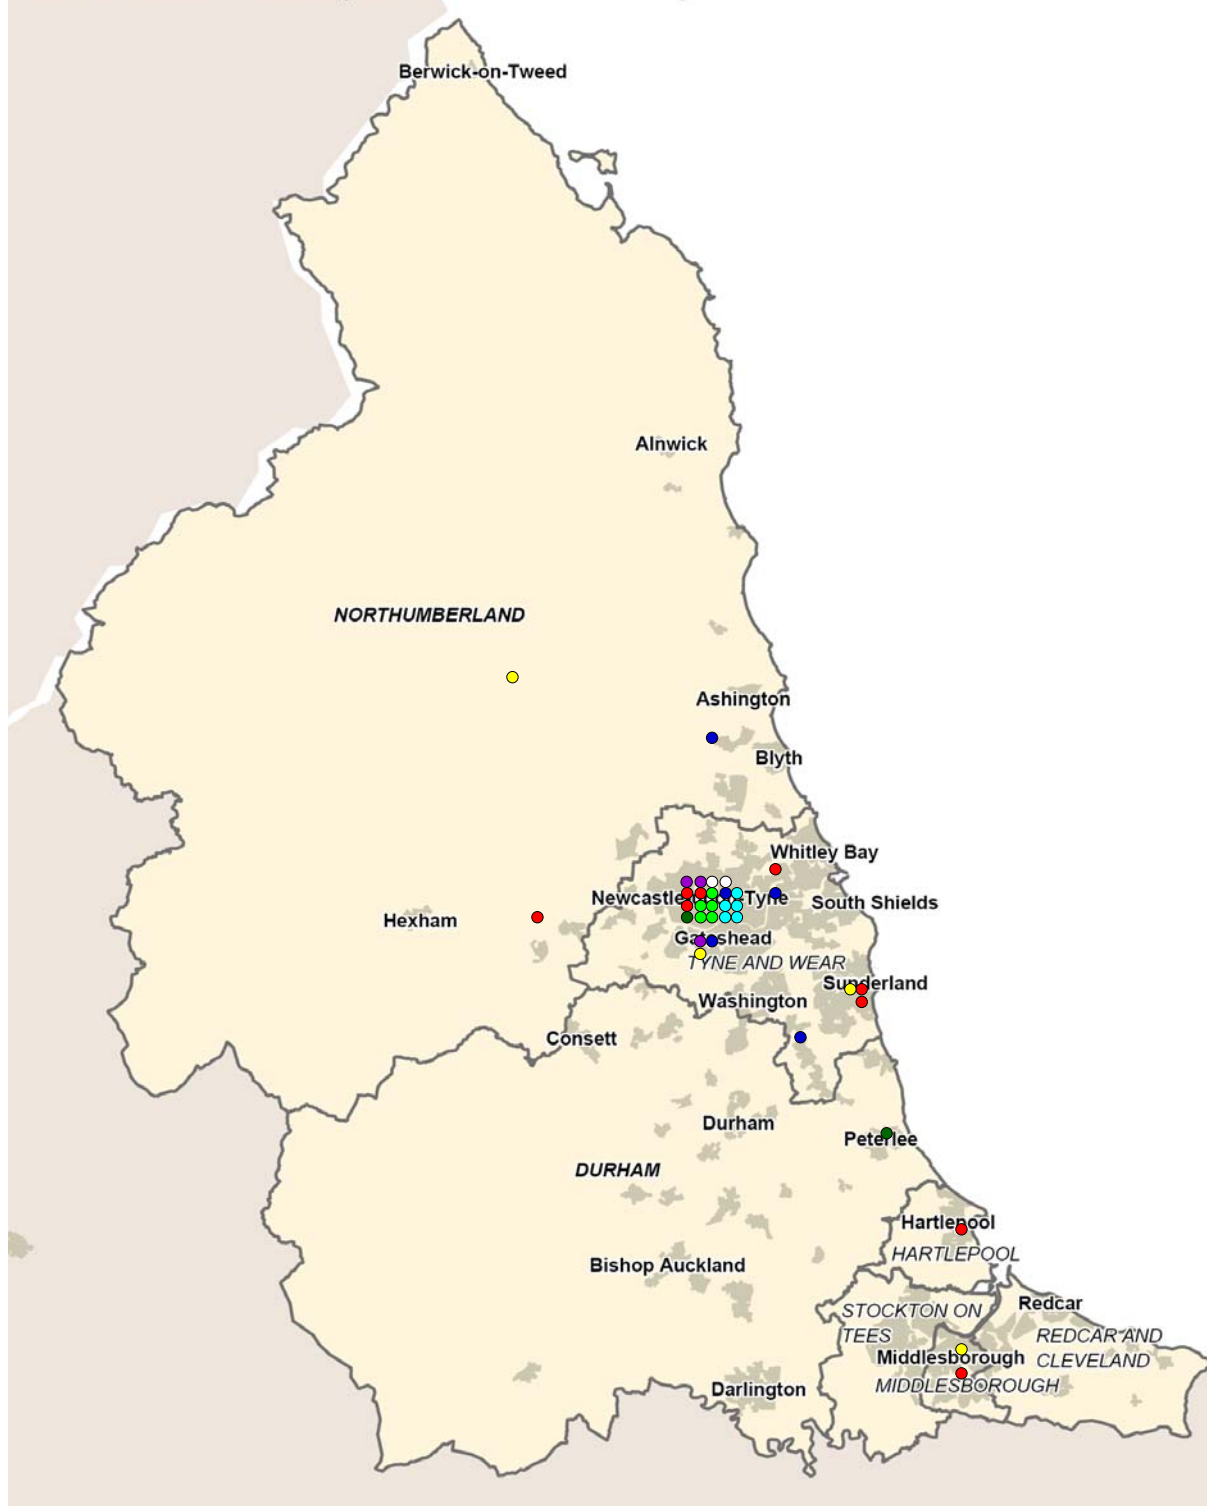 Berwick-on-Tweed
Alnwick
NORTHUMBERLAND
Ashington
Blyth
Whitley Bay
Newcastle Tyne
South Shields
Hexham
Gateshead
TYNE AND WEAR
Sunderland
Washington
Consett
Durham
Peterlee
DURHAM
Hartlepool
HARTLEPOOL
Bishop Auckland
STOCKTON ON
TEES
Redcar
REDCAR AND
CLEVELAND
Middlesborough
MIDDLESBOROUGH
Darlington